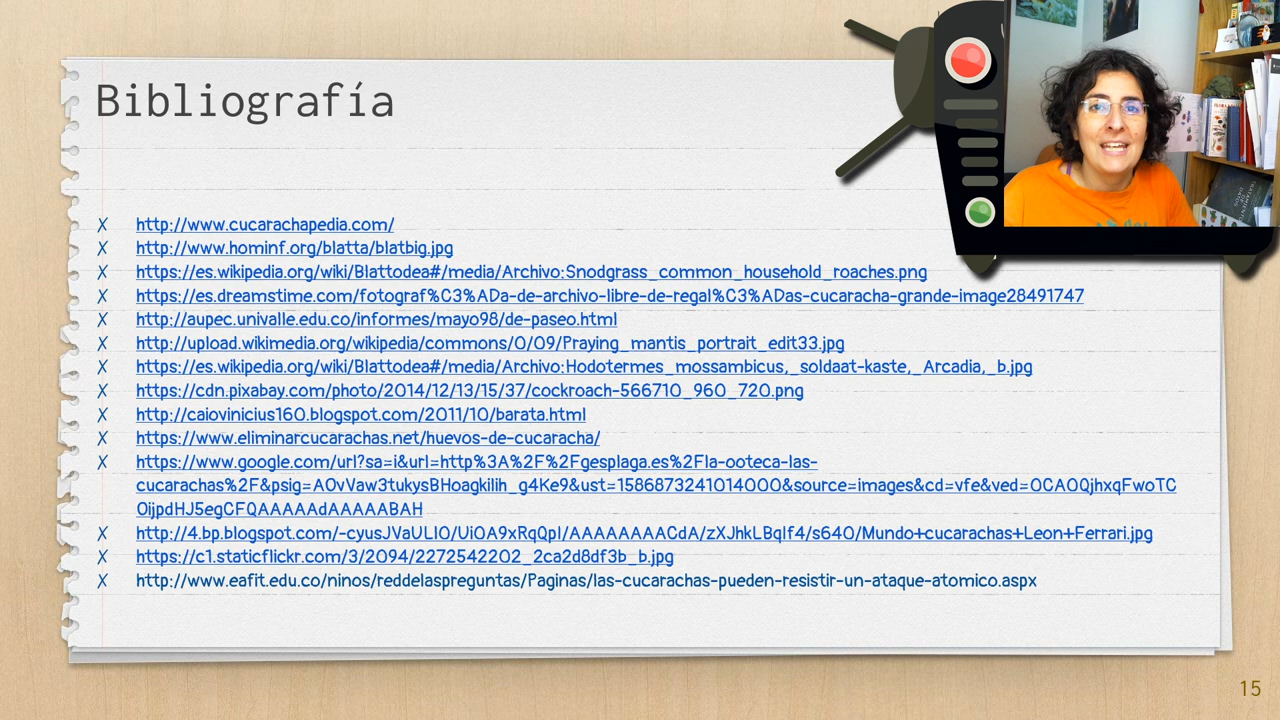 Bibliografía
X http://www.cucarachapedia.com/
X http://www.hominf.org/blatta/blatbig.jpg
X https://es.wikipedia.org/wiki/Blattodea#/media/Archivo:Snodgrass_common_household_roaches.png
X https://es.dreamstime.com/fotograf%C3%ADa-de-archivo-libre-de-regal%C3%ADas-cucaracha-grande-image28491747
X http://aupec.univalle.edu.co/informes/mayo98/de-paseo.html
X http://upload.wikimedia.org/wikipedia/commons/0/09/Praying_mantis_portrait_edit33.jpg
X https://es.wikipedia.org/wiki/Blattodea#/media/Archivo:Hodotermes_mossambicus,_soldaat-kaste,_Arcadia,_b.jpg
X https://cdn.pixabay.com/photo/2014/12/13/15/37/cockroach-566710_960_720.png
X http://caiovinicius160.blogspot.com/2011/10/barata.html
X https://www.eliminarcucarachas.net/huevos-de-cucaracha/
X https://www.google.com/url?sa=i&url=http%3A%2F%2Fgesplaga.es%2Fla-ooteca-las-
cucarachas%2F&psig=AOvVaw3tukysBHoagkilih_g4Ke9&ust=1586873241014000&source=images&cd=vfe&ved=0CAOQjhxqFwoTC
OijpdHJ5egCFQAAAAAdAAAAABAH
X http://4.bp.blogspot.com/-cyusJVaULI0/UiOA9xRqQpI/AAAAAAAACdA/zXJhkLBqIf4/s640/Mundo+cucarachas+Leon+Ferrari.jpg
X https://c1.staticflickr.com/3/2094/2272542202_2ca2d8df3b_b.jpg
X http://www.eafit.edu.co/ninos/reddelaspreguntas/Paginas/las-cucarachas-pueden-resistir-un-ataque-atomico.aspx
15